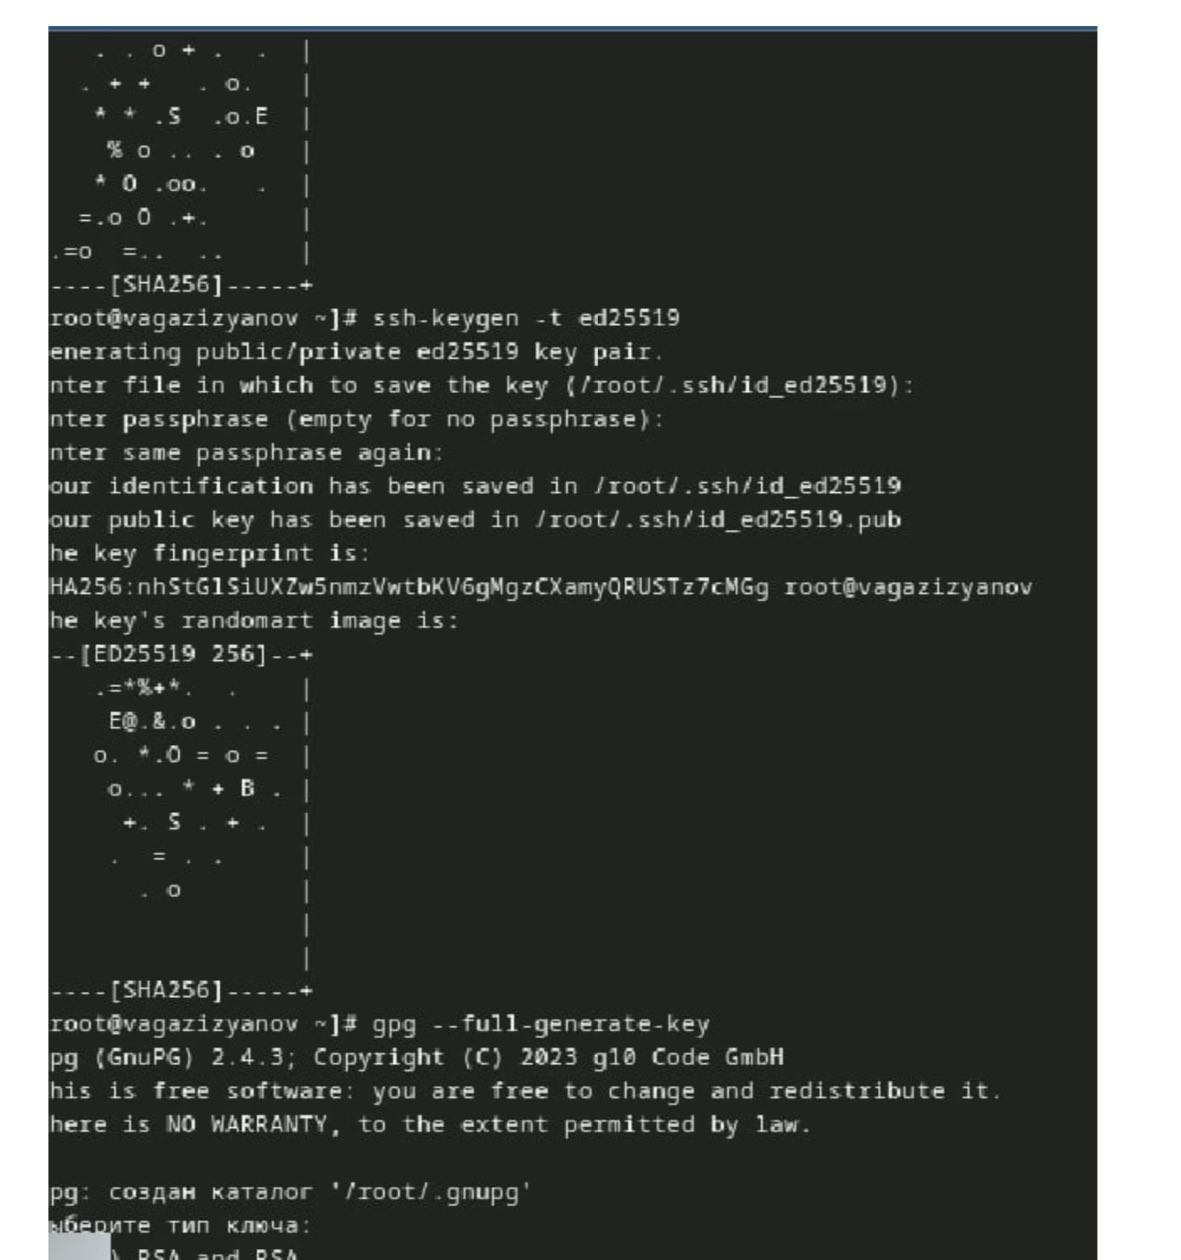 . . o + .  .  |
. + +   . o.   |
* * .S  .o.E  |
% o .. . o   |
* O .oo.   .  |
=.o O .+.      |
.=o  =..  ..     |
----[SHA256]-----+
root@vagazizyanov ~]# ssh-keygen -t ed25519
enerating public/private ed25519 key pair.
nter file in which to save the key (/root/.ssh/id_ed25519):
nter passphrase (empty for no passphrase):
nter same passphrase again:
our identification has been saved in /root/.ssh/id_ed25519
our public key has been saved in /root/.ssh/id_ed25519.pub
he key fingerprint is:
HA256:nhStGlSiUXZw5nmzVwtbKV6gMgzCXamyQRUSTz7cMGg root@vagazizyanov
he key's randomart image is:
--[ED25519 256]--+
.=*%+*.  .    |
E@.&.o . . . |
o. *.O = o =  |
o... * + B . |
+. S . + .  |
.  = . .     |
. o        |
|
|
----[SHA256]-----+
root@vagazizyanov ~]# gpg --full-generate-key
pg (GnuPG) 2.4.3; Copyright (C) 2023 g10 Code GmbH
his is free software: you are free to change and redistribute it.
here is NO WARRANTY, to the extent permitted by law.
pg: создан каталог '/root/.gnupg'
ыберите тип ключа:
) RSA and RSA